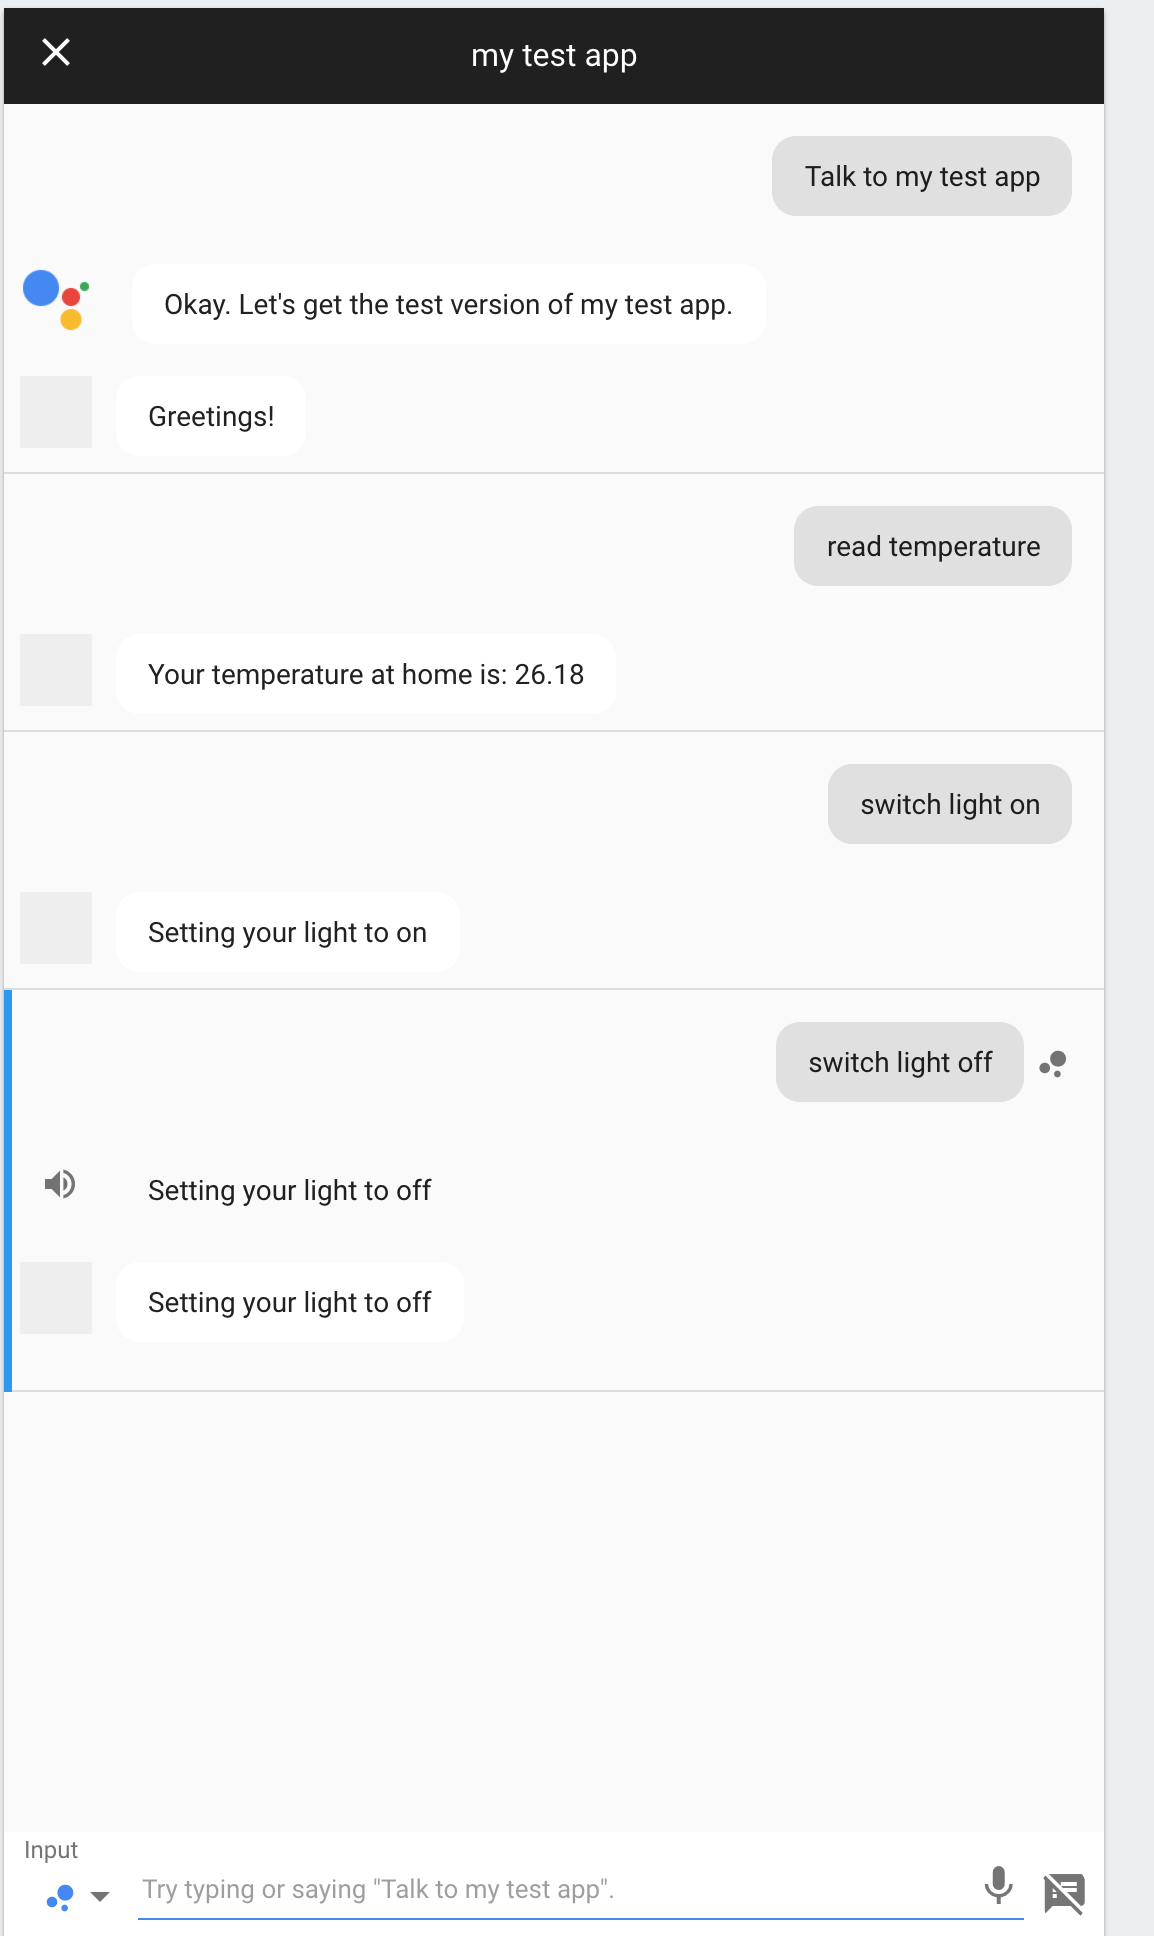 my test app
Talk to my test app
Okay. Let's get the test version of my test app.
Greetings!
read temperature
Your temperature at home is: 26.18
switch light on
Setting your light to on
switch light off
Setting your light to off
Setting your light to off
Input
Try typing or saying "Talk to my test app".